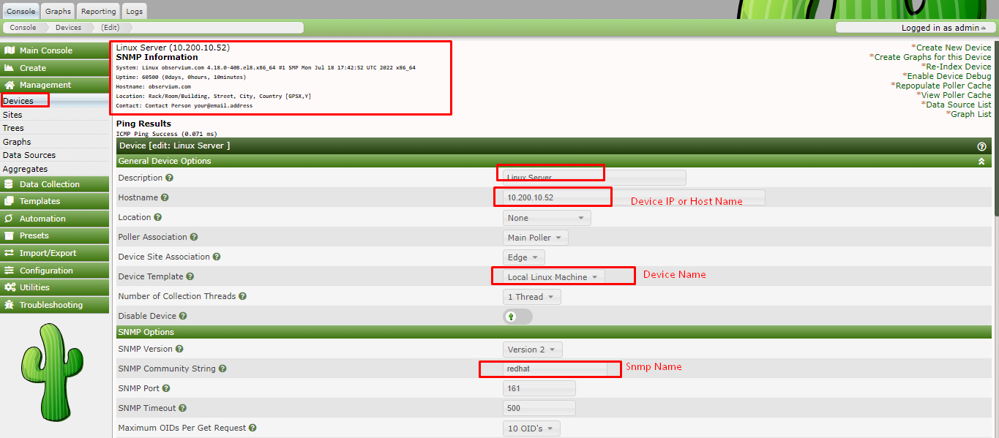 Console Graphs Reporting Logs
Console Devices (Edit) Logged in as admin
Main Console
Create
Management
Devices
Sites
Trees
Graphs
Data Sources
Aggregates
Data Collection
Templates
Automation
Presets
Import/Export
Configuration
Utilities
Troubleshooting
Linux Server (10.200.10.52)
SNMP Information
System: Linux observium.com 4.18.0-408.el8.x86_64 #1 SMP Mon Jul 18 17:42:52 UTC 2022 x86_64
Uptime: 60500 (0days, 0hours, 10minutes)
Hostname: observium.com
Location: Rack/Room/Building, Street, City, Country [GPSX,Y]
Contact: Contact Person your@email.address
Ping Results
ICMP Ping Success (0.071 ms)
*Create New Device
*Create Graphs for this Device
*Re-Index Device
*Enable Device Debug
*Repopulate Poller Cache
*View Poller Cache
*Data Source List
*Graph List
Device [edit: Linux Server ]
General Device Options
Description Linux Server
Hostname 10.200.10.52 Device IP or Host Name
Location None
Poller Association Main Poller
Device Site Association Edge
Device Template Local Linux Machine Device Name
Number of Collection Threads 1 Thread
Disable Device
SNMP Options
SNMP Version Version 2
SNMP Community String redhat Snmp Name
SNMP Port 161
SNMP Timeout 500
Maximum OIDs Per Get Request 10 OID's